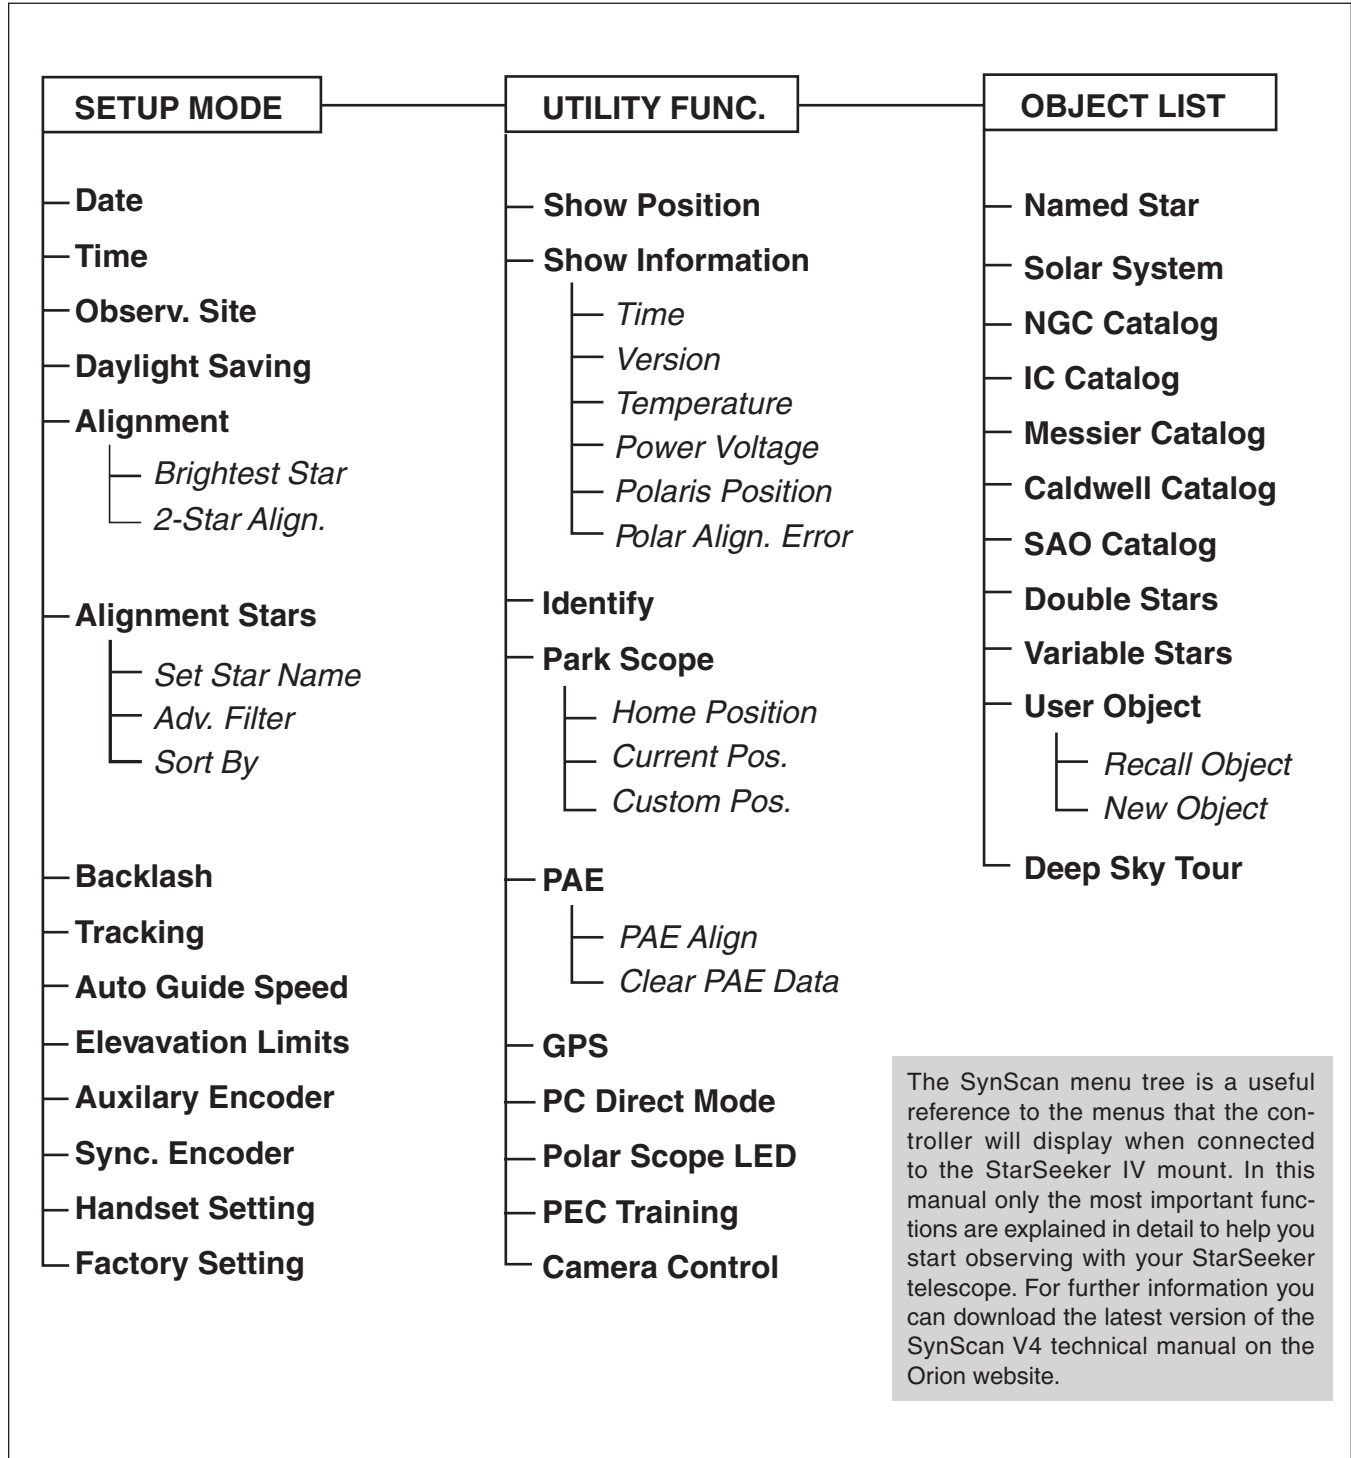 SETUP MODE
Date
Time
Observ. Site
Daylight Saving
Alignment
Brightest Star
2-Star Align.
Alignment Stars
Set Star Name
Adv. Filter
Sort By
Backlash
Tracking
Auto Guide Speed
Elevavation Limits
Auxilary Encoder
Sync. Encoder
Handset Setting
Factory Setting
UTILITY FUNC.
Show Position
Show Information
Time
Version
Temperature
Power Voltage
Polaris Position
Polar Align. Error
Identify
Park Scope
Home Position
Current Pos.
Custom Pos.
PAE
PAE Align
Clear PAE Data
GPS
PC Direct Mode
Polar Scope LED
PEC Training
Camera Control
OBJECT LIST
Named Star
Solar System
NGC Catalog
IC Catalog
Messier Catalog
Caldwell Catalog
SAO Catalog
Double Stars
Variable Stars
User Object
Recall Object
New Object
Deep Sky Tour
The SynScan menu tree is a useful
reference to the menus that the con-
troller will display when connected
to the StarSeeker IV mount. In this
manual only the most important func-
tions are explained in detail to help you
start observing with your StarSeeker
telescope. For further information you
can download the latest version of the
SynScan V4 technical manual on the
Orion website.